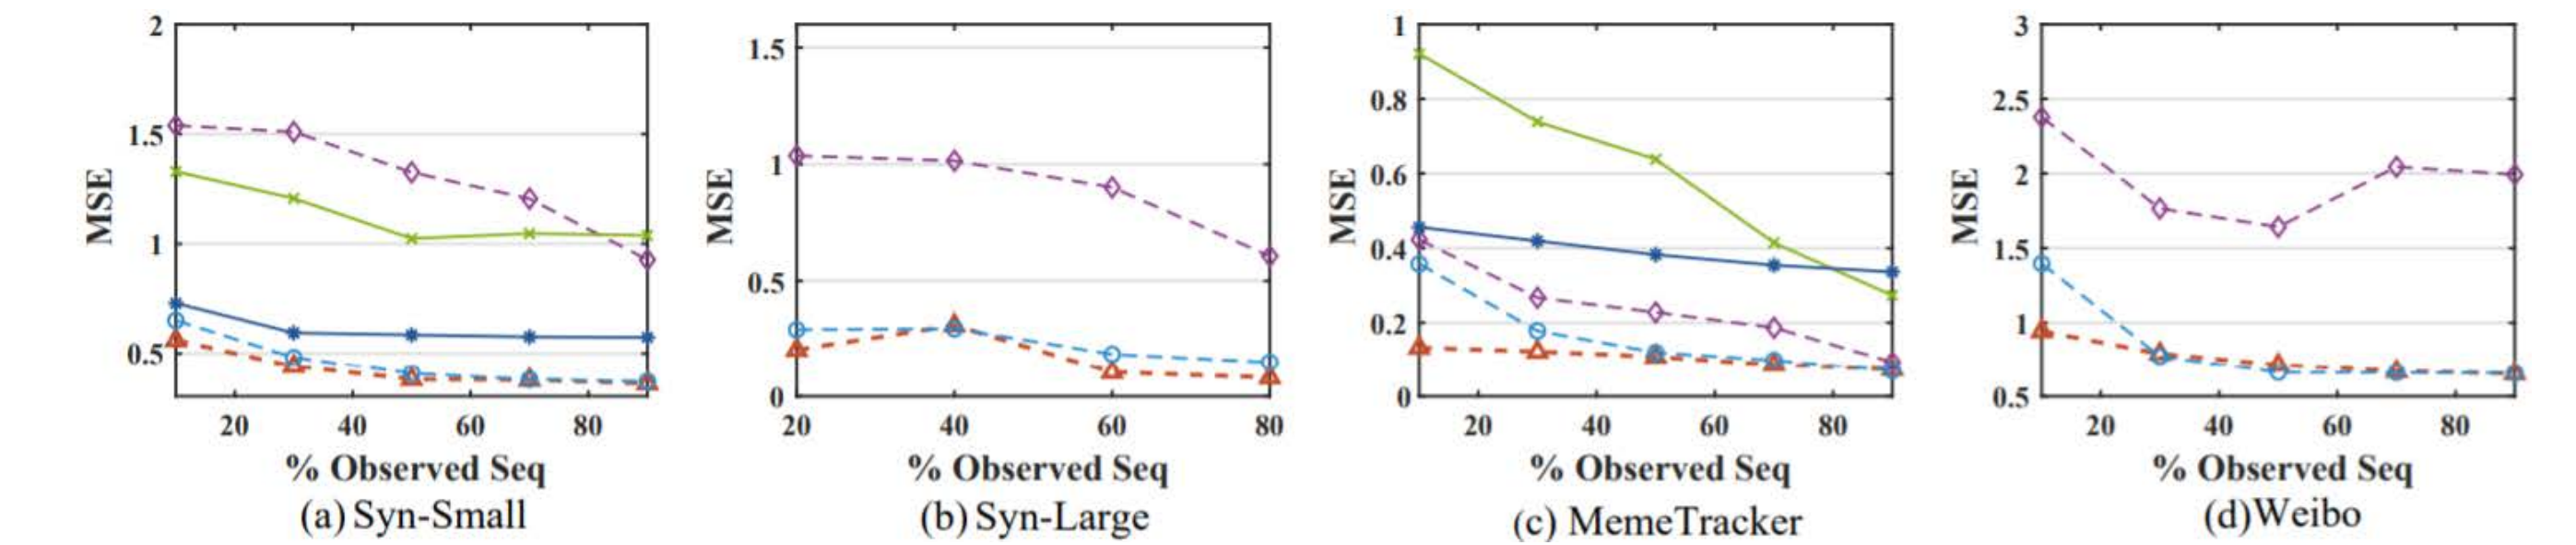 2
1.5
1
0.5
MSE
20 40 60 80
% Observed Seq
(a) Syn-Small
1.5
1
0.5
0
MSE
20 40 60 80
% Observed Seq
(b) Syn-Large
1
0.8
0.6
0.4
0.2
0
MSE
20 40 60 80
% Observed Seq
(c) MemeTracker
3
2.5
2
1.5
1
0.5
MSE
20 40 60 80
% Observed Seq
(d)Weibo